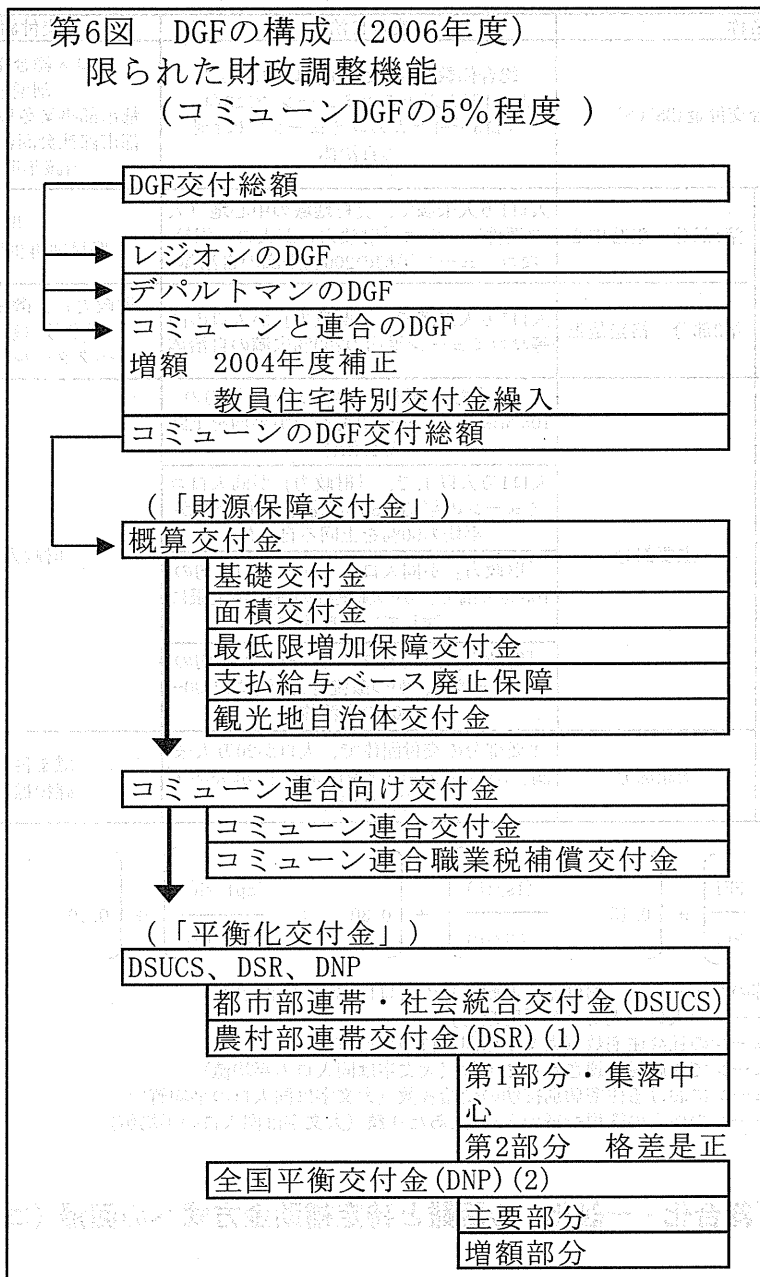 第6図 DGFの構成（2006年度）
限られた財政調整機能
（コミューンDGFの5％程度 ）
DGF交付総額
レジオンのDGF
デパルトマンのDGF
コミューンと連合のDGF
増額 2004年度補正
教員住宅特別交付金繰入
コミューンのDGF交付総額
（「財源保障交付金」）
概算交付金
基礎交付金
面積交付金
最低限増加保障交付金
支払給与ベース廃止保障
観光地自治体交付金
コミューン連合向け交付金
コミューン連合交付金
コミューン連合職業税補償交付金
（「平衡化交付金」）
DSUCS、DSR、DNP
都市部連帯・社会統合交付金(DSUCS)
農村部連帯交付金(DSR)(1)
第1部分・集落中
心
第2部分 格差是正
全国平衡交付金(DNP)(2)
主要部分
増額部分